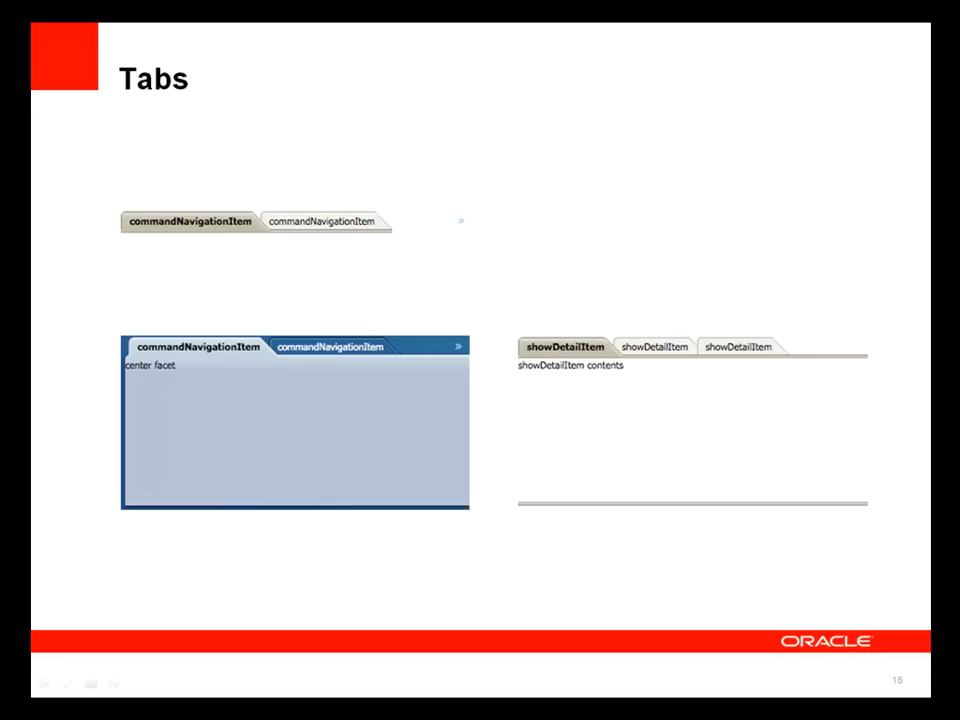 Tabs
commandNavigationItem commandNavigationItem »
commandNavigationItem commandNavigationItem »
center facet
showDetailItem showDetailItem showDetailItem
showDetailItem contents
ORACLE
15